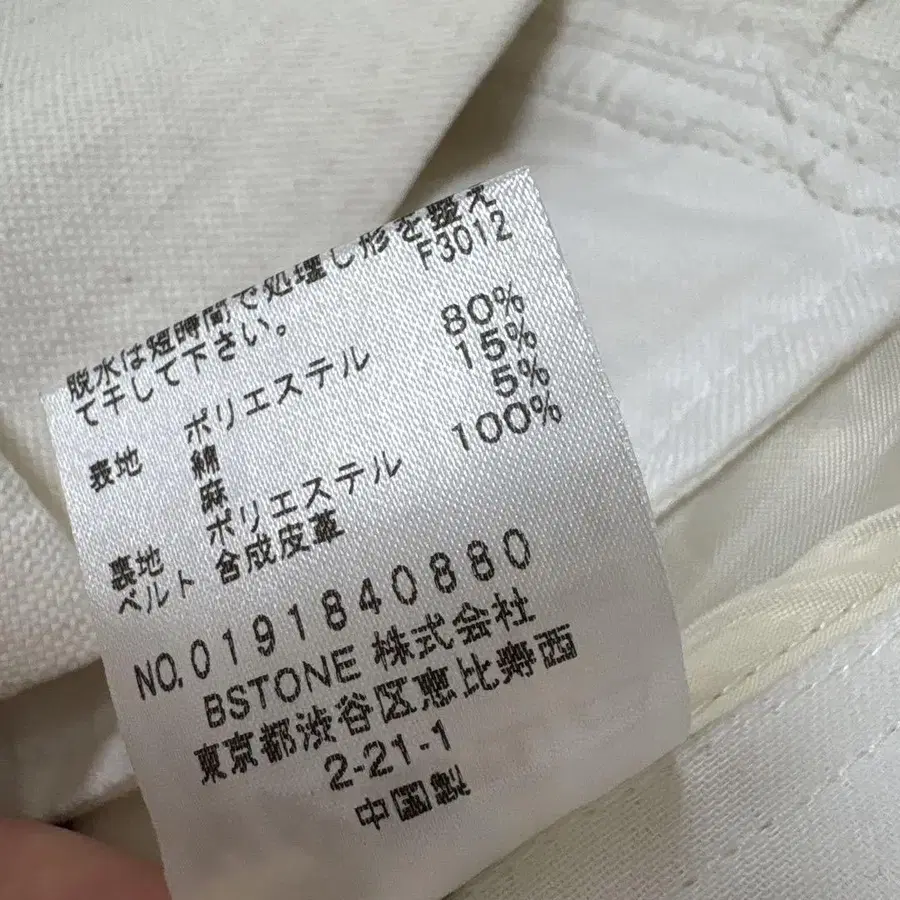 脱水は短時間で処理し形を整え
て干して下さい。 F3012
表地 ポリエステル 80%
綿 15%
麻 5%
裏地 ポリエステル 100%
ベルト 合成皮革
NO.0191840880
BSTONE 株式会社
東京都渋谷区恵比寿西
2-21-1
中国製